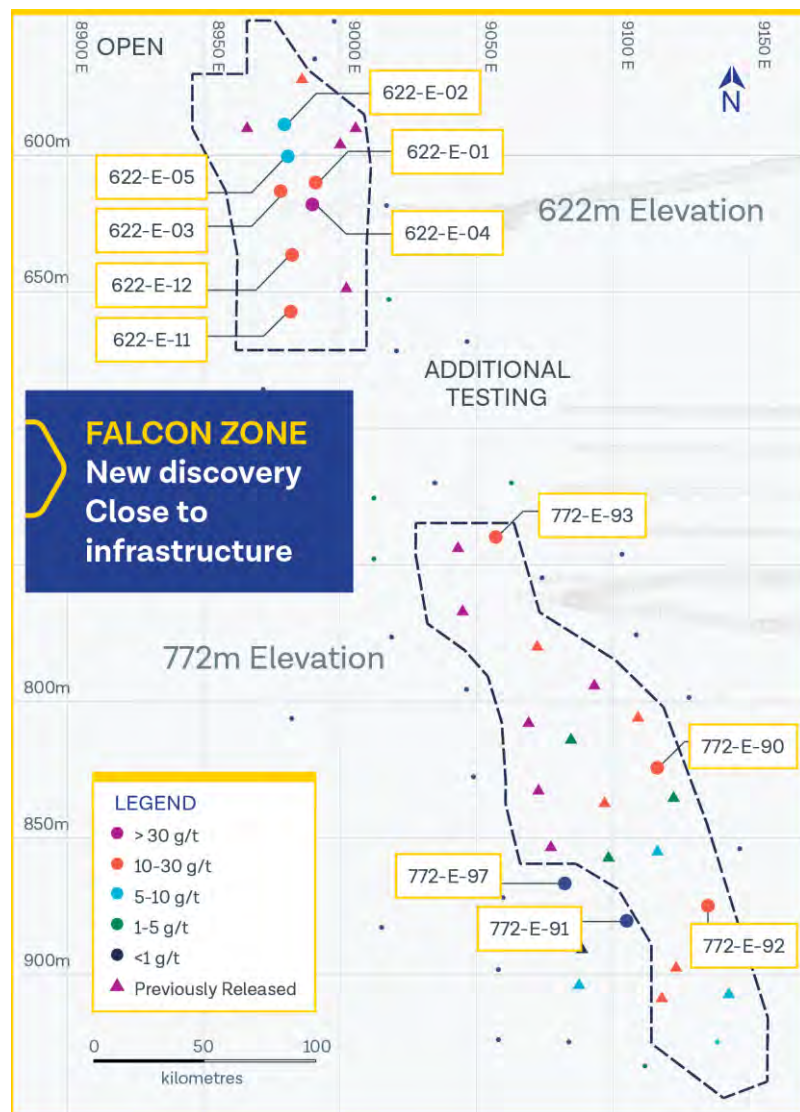 8900 E
8950 E
9000 E
9050 E
9100 E
9150 E
OPEN
N
622-E-02
600m
622-E-01
622-E-05
622-E-03
622-E-04
622m Elevation
622-E-12
650m
622-E-11
ADDITIONAL
TESTING
FALCON ZONE
New discovery
Close to
infrastructure
772-E-93
772m Elevation
800m
772-E-90
LEGEND
> 30 g/t
10-30 g/t
5-10 g/t
1-5 g/t
<1 g/t
Previously Released
850m
772-E-97
772-E-91
772-E-92
900m
0 50 100
kilometres